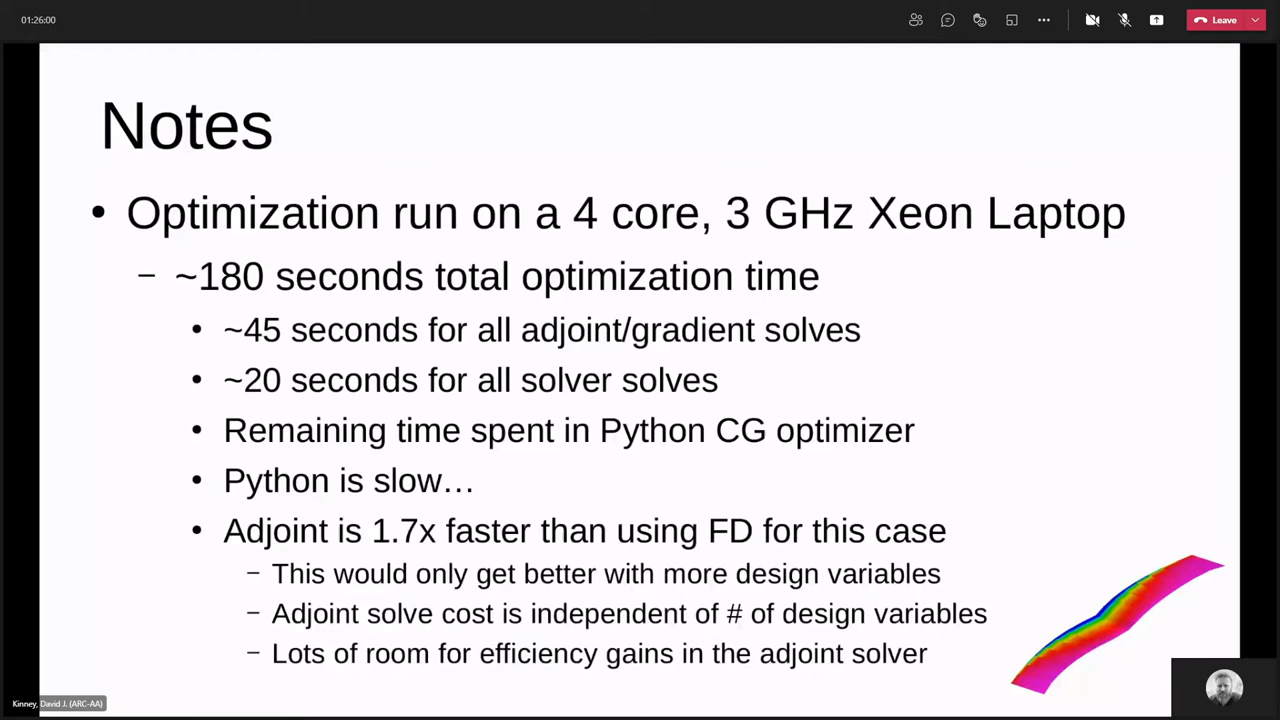 01:26:00
Leave
Notes
• Optimization run on a 4 core, 3 GHz Xeon Laptop
– ~180 seconds total optimization time
• ~45 seconds for all adjoint/gradient solves
• ~20 seconds for all solver solves
• Remaining time spent in Python CG optimizer
• Python is slow…
• Adjoint is 1.7x faster than using FD for this case
– This would only get better with more design variables
– Adjoint solve cost is independent of # of design variables
– Lots of room for efficiency gains in the adjoint solver
Kinney, David J. (ARC-AA)